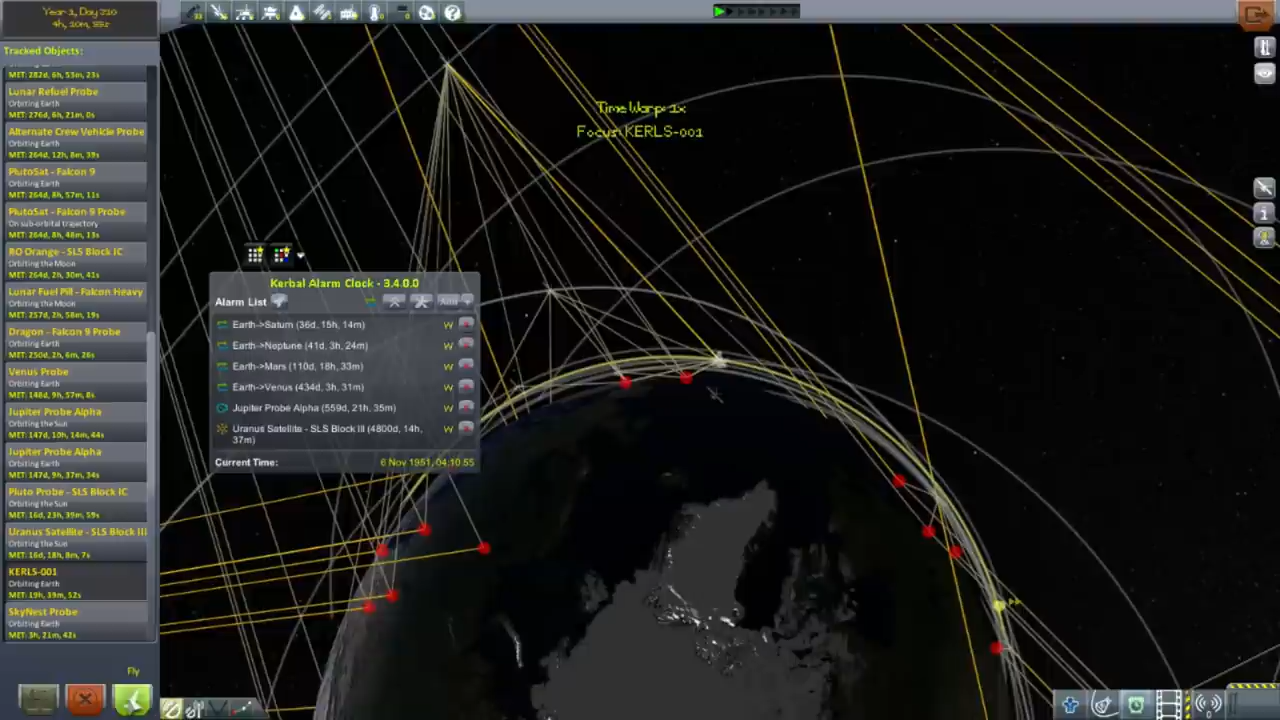 Year 1, Day 210
4h, 10m, 55s
Tracked Objects:
MET: 282d, 6h, 53m, 23s
Lunar Refuel Probe
Orbiting Earth
MET: 276d, 6h, 21m, 0s
Alternate Crew Vehicle Probe
Orbiting Earth
MET: 264d, 12h, 8m, 39s
PlutoSat - Falcon 9
Orbiting Earth
MET: 264d, 8h, 57m, 11s
PlutoSat - Falcon 9 Probe
On sub-orbital trajectory
MET: 264d, 8h, 48m, 13s
RO Orange - SLS Block IC
Orbiting the Moon
MET: 264d, 2h, 30m, 41s
Lunar Fuel Pill - Falcon Heavy
Orbiting the Moon
MET: 257d, 2h, 58m, 19s
Dragon - Falcon 9 Probe
Orbiting Earth
MET: 250d, 2h, 6m, 26s
Venus Probe
Orbiting Earth
MET: 148d, 9h, 57m, 8s
Jupiter Probe Alpha
Orbiting the Sun
MET: 147d, 10h, 14m, 44s
Jupiter Probe Alpha
Orbiting Earth
MET: 147d, 9h, 37m, 34s
Pluto Probe - SLS Block IC
Orbiting the Sun
MET: 16d, 23h, 39m, 59s
Uranus Satellite - SLS Block III
Orbiting the Sun
MET: 16d, 18h, 8m, 7s
KERLS-001
Orbiting Earth
MET: 19h, 39m, 52s
SkyNest Probe
Orbiting Earth
MET: 3h, 21m, 42s
Fly
Time Warp: 1x
Focus: KERLS-001
Kerbal Alarm Clock - 3.4.0.0
Alarm List
Earth->Saturn (36d, 15h, 14m)
Earth->Neptune (41d, 3h, 24m)
Earth->Mars (110d, 18h, 33m)
Earth->Venus (434d, 3h, 31m)
Jupiter Probe Alpha (559d, 21h, 35m)
Uranus Satellite - SLS Block III (4800d, 14h,
37m)
Current Time: 6 Nov 1951, 04:10:55